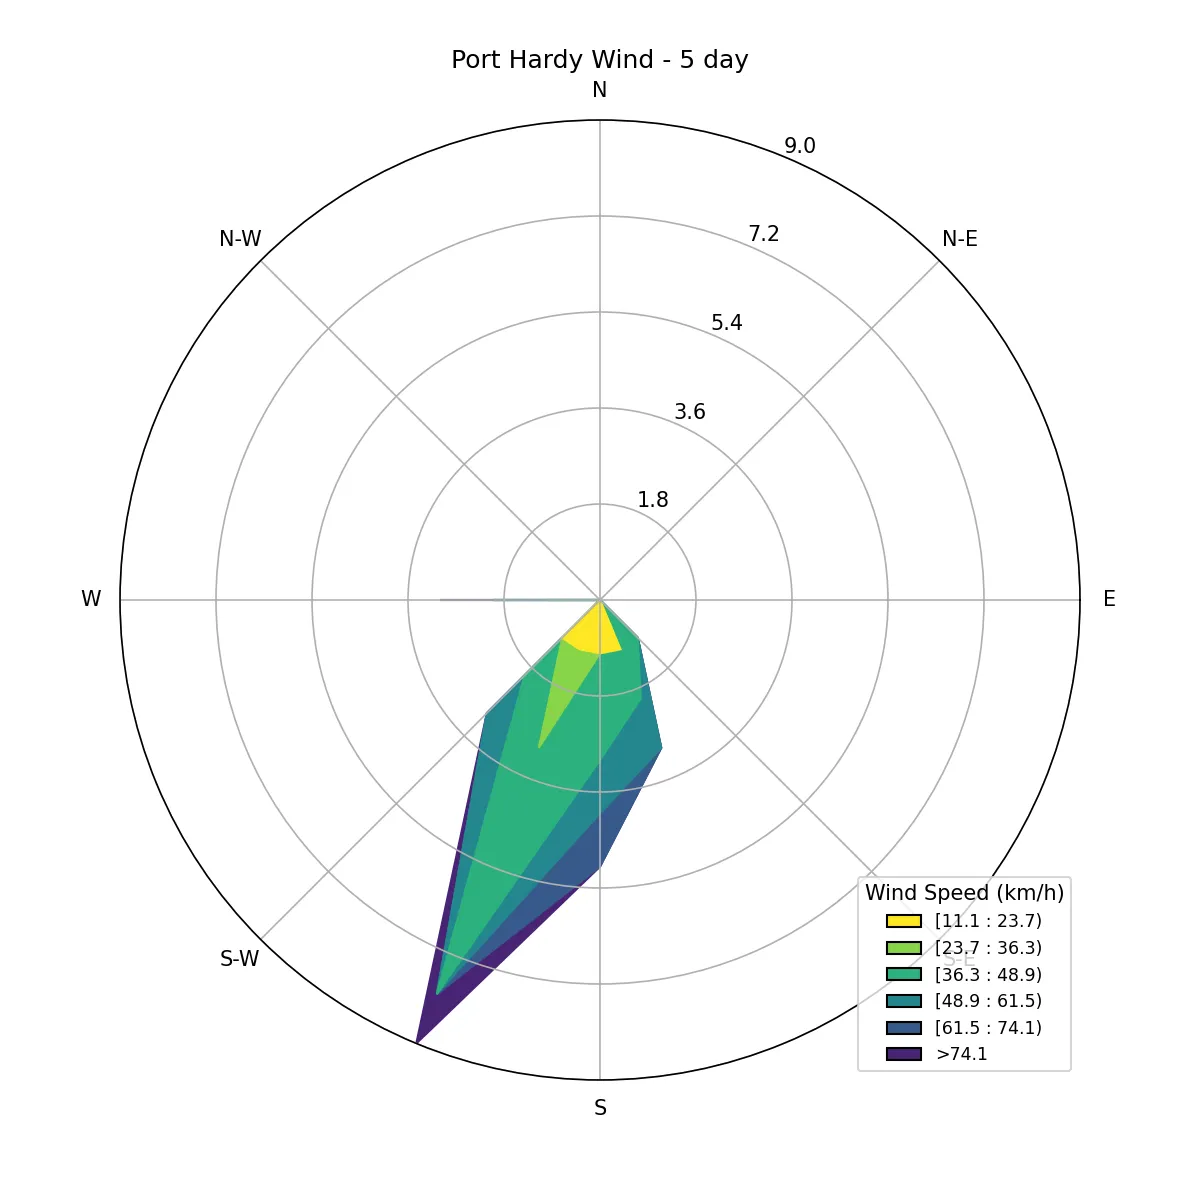 Port Hardy Wind - 5 day
N
9.0
N-W
N-E
7.2
5.4
3.6
1.8
W
E
Wind Speed (km/h)
[11.1 : 23.7)
[23.7 : 36.3)
S-W
S-E
[36.3 : 48.9)
[48.9 : 61.5)
[61.5 : 74.1)
>74.1
S